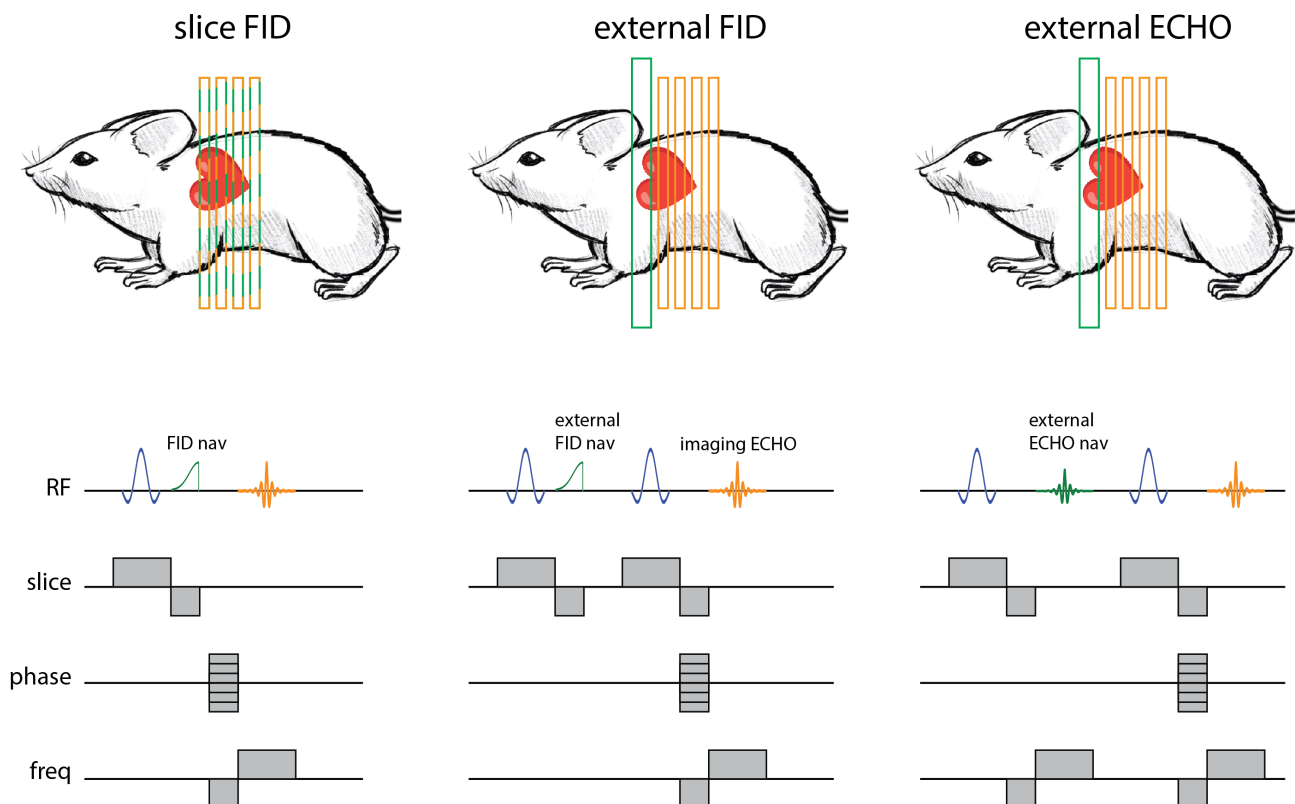 slice FID
external FID
external ECHO
FID nav
external
FID nav
imaging ECHO
external
ECHO nav
RF
slice
phase
freq